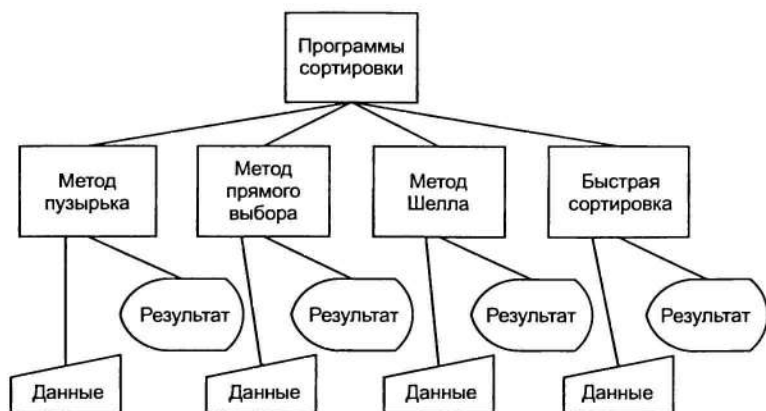 Программы
сортировки
Метод
пузырька
Метод
прямого
выбора
Метод
Шелла
Быстрая
сортировка
Результат
Результат
Результат
Результат
Данные
Данные
Данные
Данные